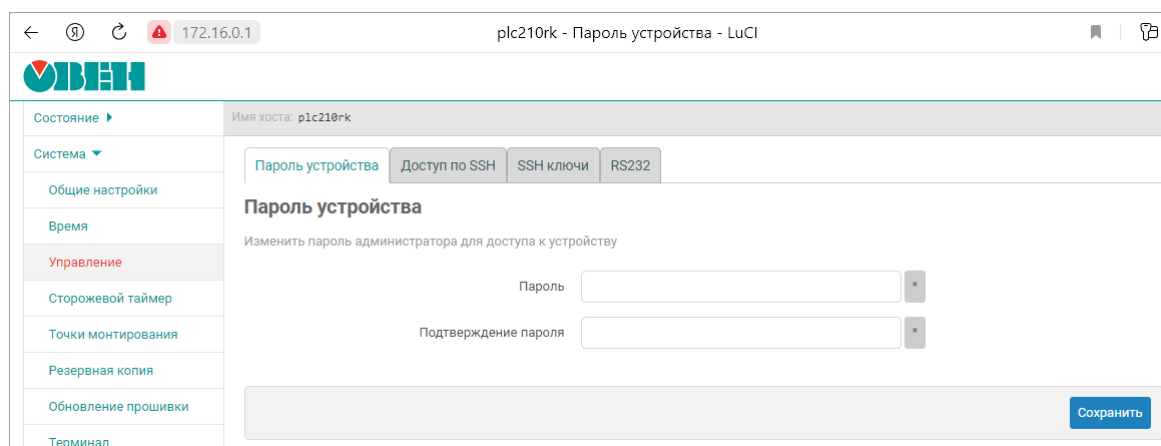 172.16.0.1 plc210rk - Пароль устройства - LuCI
ОВЕН
Состояние
Имя хоста: plc210rk
Система
Пароль устройства Доступ по SSH SSH ключи RS232
Общие настройки
Пароль устройства
Время
Изменить пароль администратора для доступа к устройству
Управление
Пароль *
Сторожевой таймер
Подтверждение пароля *
Точки монтирования
Резервная копия
Обновление прошивки
Сохранить
Терминал